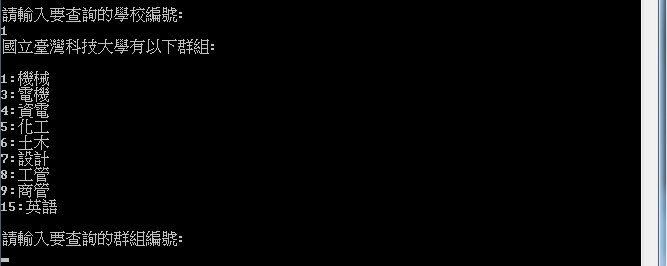 請輸入要查詢的學校編號:
1
國立臺灣科技大學有以下群組:
1:機械
3:電機
4:資電
5:化工
6:土木
7:設計
8:工管
9:商管
15:英語
請輸入要查詢的群組編號: